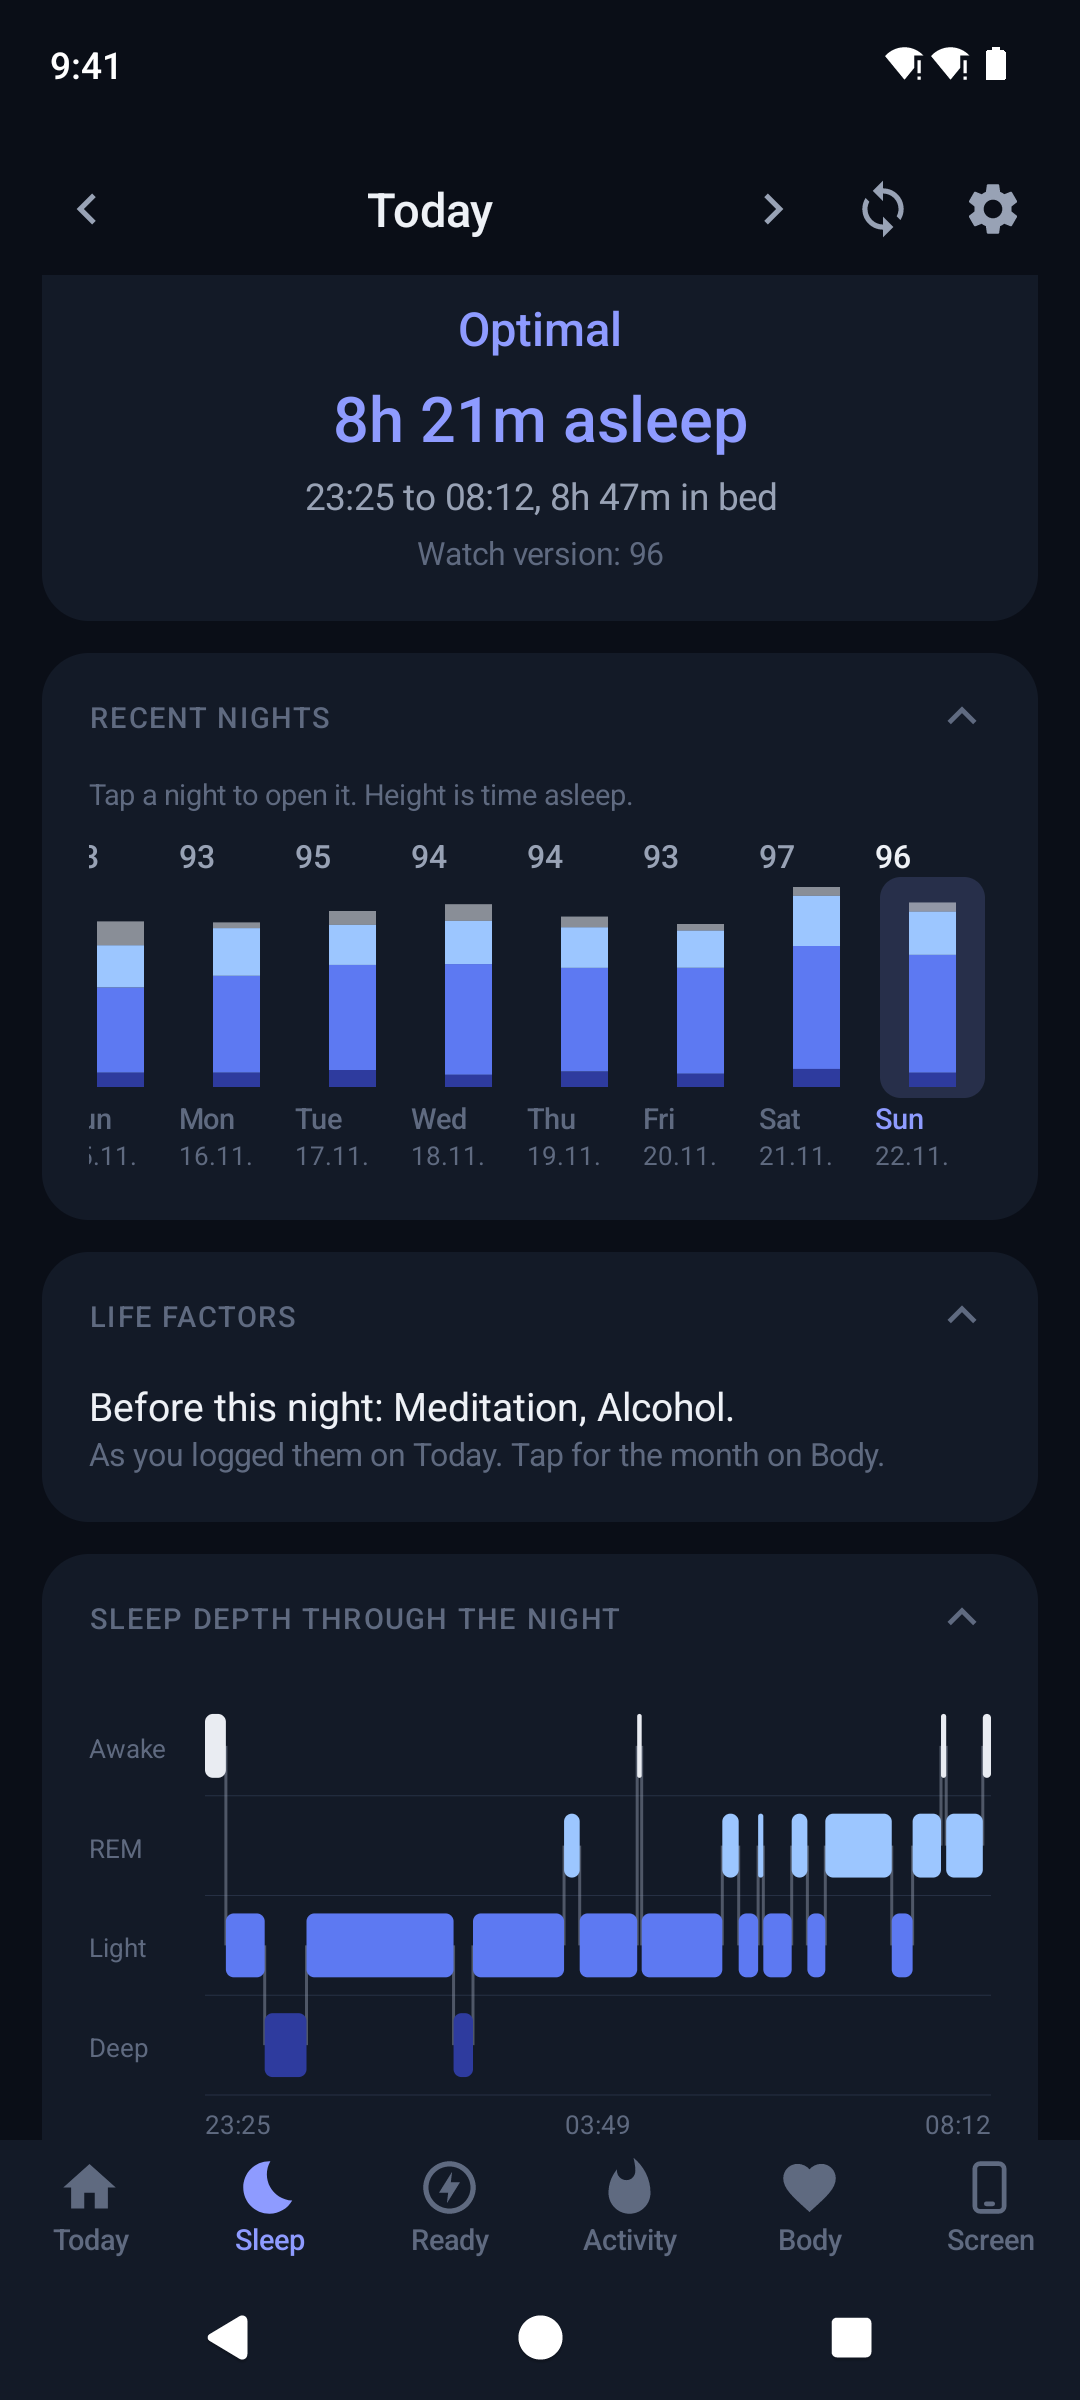 9:41
Today
Optimal
8h 21m asleep
23:25 to 08:12, 8h 47m in bed
Watch version: 96
RECENT NIGHTS
Tap a night to open it. Height is time asleep.
93 95 94 94 93 97 96
Mon Tue Wed Thu Fri Sat Sun
16.11. 17.11. 18.11. 19.11. 20.11. 21.11. 22.11.
LIFE FACTORS
Before this night: Meditation, Alcohol.
As you logged them on Today. Tap for the month on Body.
SLEEP DEPTH THROUGH THE NIGHT
Awake
REM
Light
Deep
23:25 03:49 08:12
Today Sleep Ready Activity Body Screen